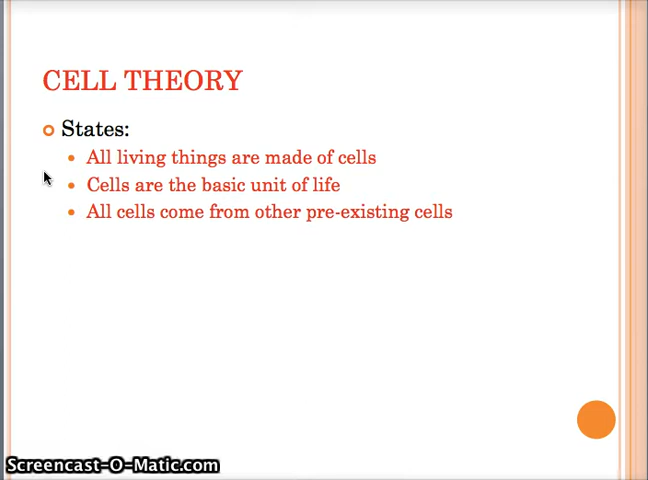 CELL THEORY
States:
All living things are made of cells
Cells are the basic unit of life
All cells come from other pre-existing cells
Screencast-O-Matic.com